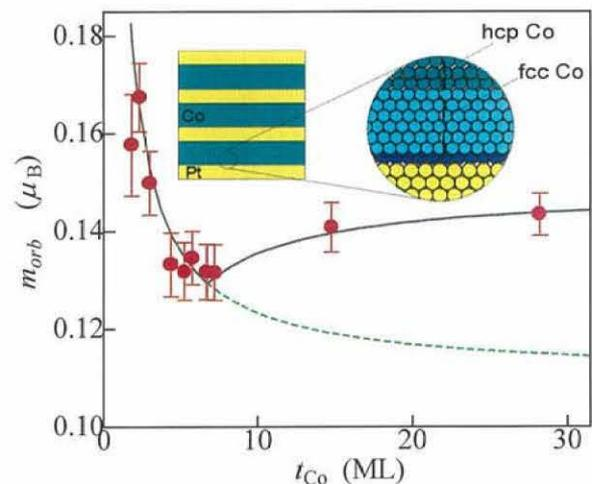 0.18
0.16
0.14
0.12
0.10
m_orb (μ_B)
hcp Co
fcc Co
Co
Pt
0
10
20
30
t_Co (ML)